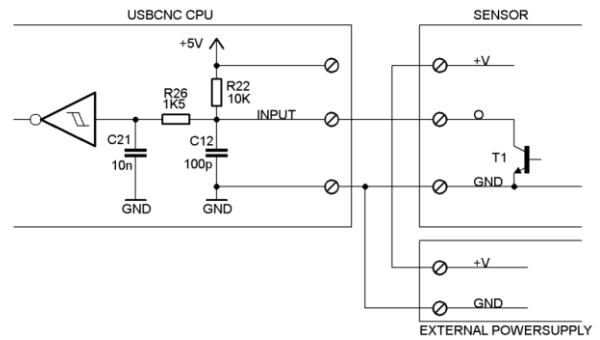 USBCNC CPU
SENSOR
+5V
+V
R26
1K5
R22
10K
INPUT
O
C21
10n
C12
100p
T1
GND
GND
GND
+V
GND
EXTERNAL POWERSUPPLY